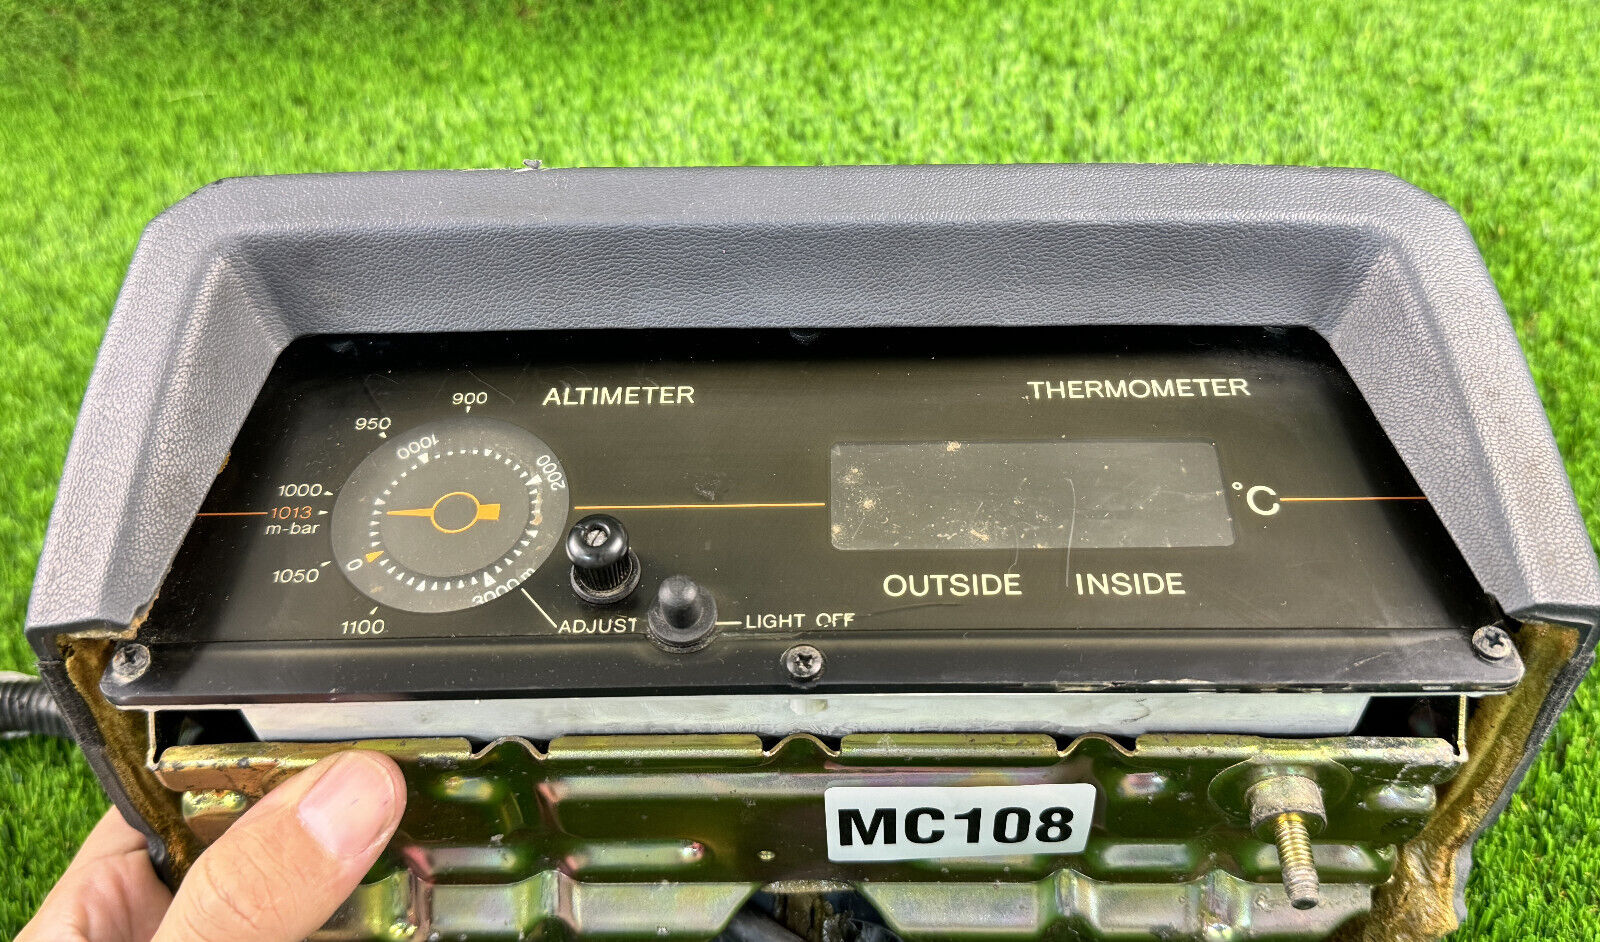 ALTIMETER
THERMOMETER
900
950
1000
1013
m-bar
1050
1100
0
1000
2000
3000m
ADJUST
LIGHT OFF
°C
OUTSIDE INSIDE
MC108